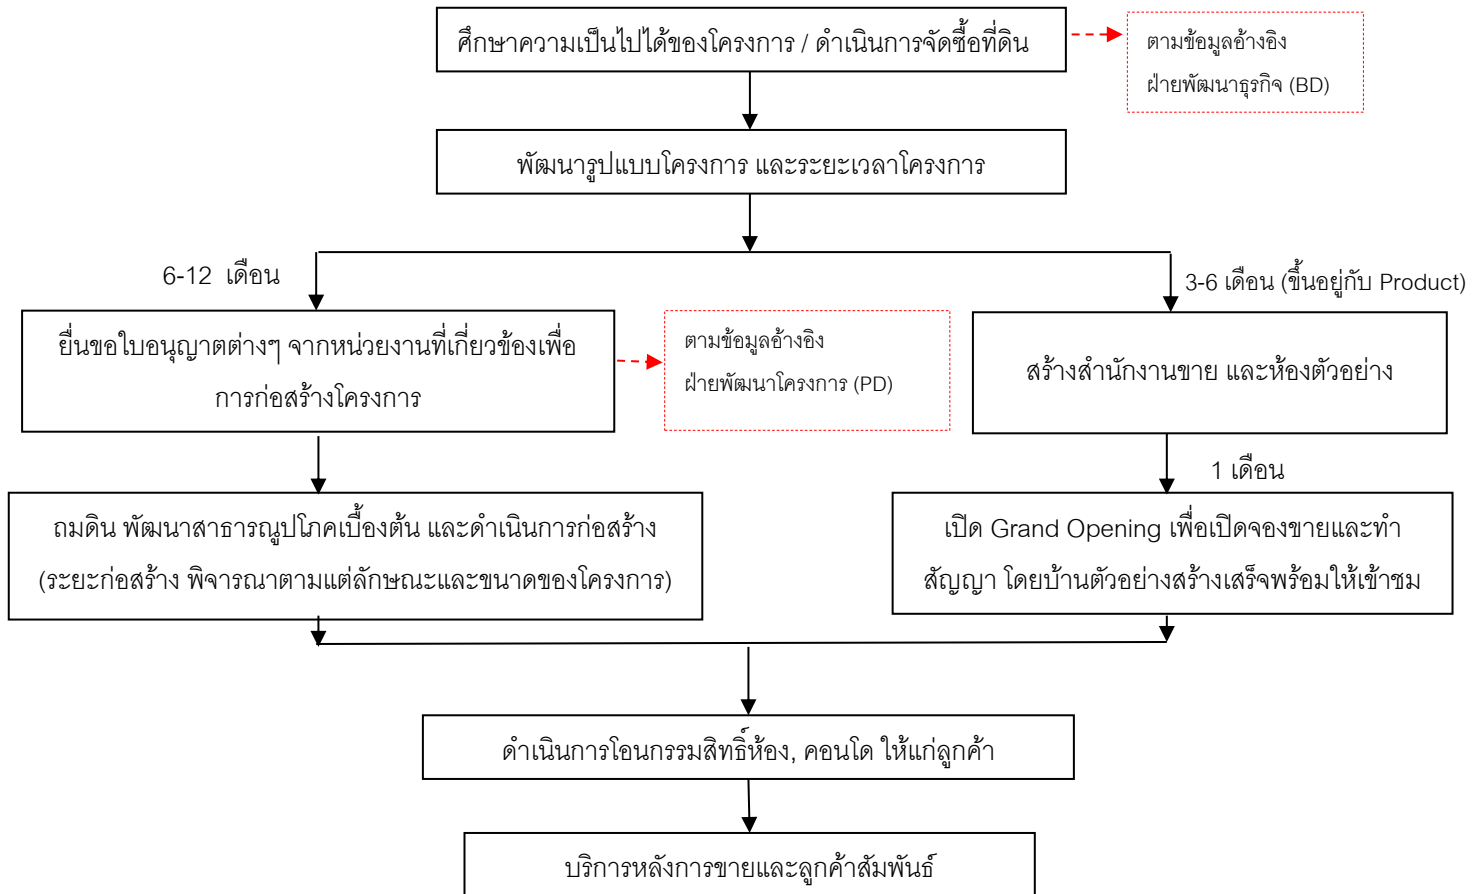 ศึกษาความเป็นไปได้ของโครงการ / ดำเนินการจัดซื้อที่ดิน
ตามข้อมูลอ้างอิง
ฝ่ายพัฒนาธุรกิจ (BD)
พัฒนารูปแบบโครงการ และระยะเวลาโครงการ
6-12 เดือน
3-6 เดือน (ขึ้นอยู่กับ Product)
ยื่นขอใบอนุญาตต่างๆ จากหน่วยงานที่เกี่ยวข้องเพื่อ
การก่อสร้างโครงการ
ตามข้อมูลอ้างอิง
ฝ่ายพัฒนาโครงการ (PD)
สร้างสำนักงานขาย และห้องตัวอย่าง
1 เดือน
ถมดิน พัฒนาสาธารณูปโภคเบื้องต้น และดำเนินการก่อสร้าง
(ระยะก่อสร้าง พิจารณาตามแต่ลักษณะและขนาดของโครงการ)
เปิด Grand Opening เพื่อเปิดจองขายและทำ
สัญญา โดยบ้านตัวอย่างสร้างเสร็จพร้อมให้เข้าชม
ดำเนินการโอนกรรมสิทธิ์ห้อง, คอนโด ให้แก่ลูกค้า
บริการหลังการขายและลูกค้าสัมพันธ์